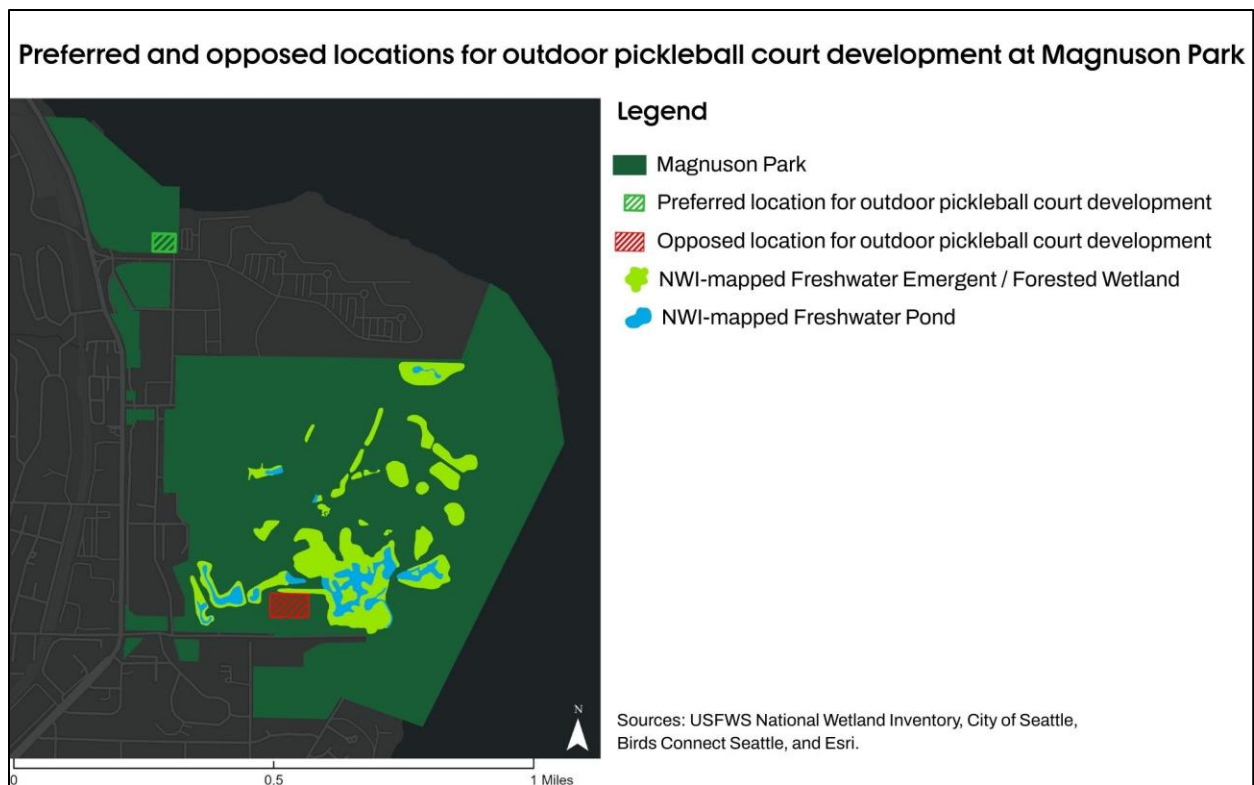 Preferred and opposed locations for outdoor pickleball court development at Magnuson Park
Legend
Magnuson Park
Preferred location for outdoor pickleball court development
Opposed location for outdoor pickleball court development
NWI-mapped Freshwater Emergent / Forested Wetland
NWI-mapped Freshwater Pond
N
Sources: USFWS National Wetland Inventory, City of Seattle,
Birds Connect Seattle, and Esri.
0 0.5 1 Miles